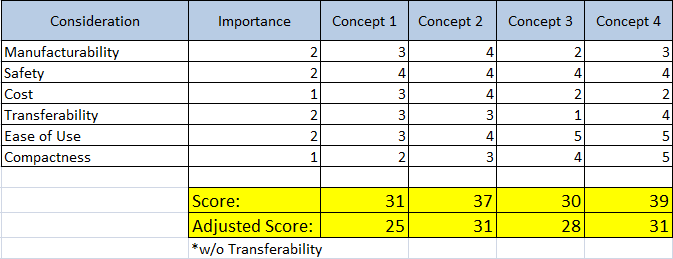 Consideration Importance Concept 1 Concept 2 Concept 3 Concept 4
Manufacturability 2 3 4 2 3
Safety 2 4 4 4 4
Cost 1 3 4 2 2
Transferability 2 3 3 1 4
Ease of Use 2 3 4 5 5
Compactness 1 2 3 4 5
Score: 31 37 30 39
Adjusted Score: 25 31 28 31
*w/o Transferability